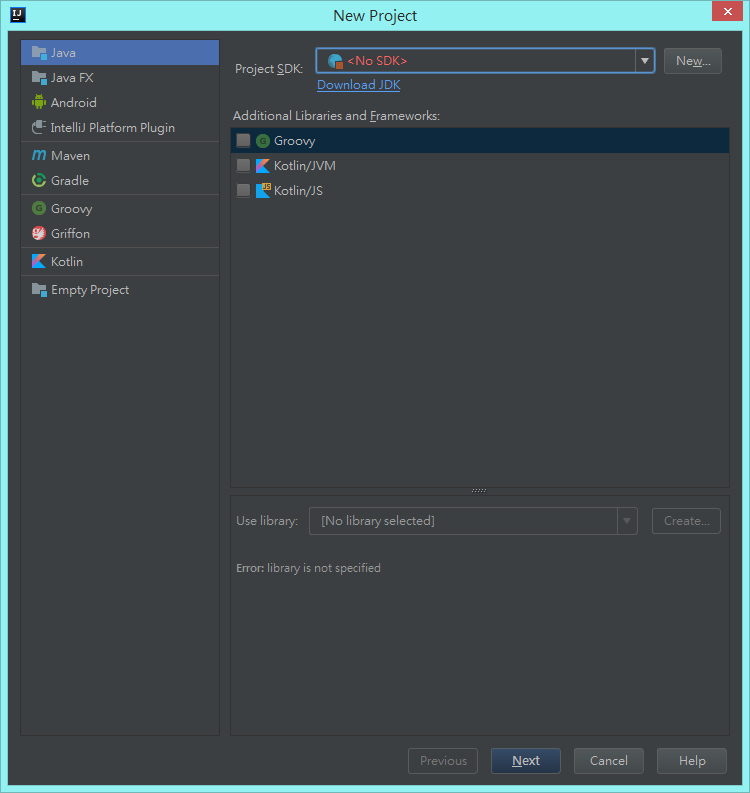 IJ
New Project
Java
Java FX
Android
IntelliJ Platform Plugin
Maven
Gradle
Groovy
Griffon
Kotlin
Empty Project
Project SDK: <No SDK> New...
Download JDK
Additional Libraries and Frameworks:
Groovy
Kotlin/JVM
Kotlin/JS
Use library: [No library selected] Create...
Error: library is not specified
Previous Next Cancel Help